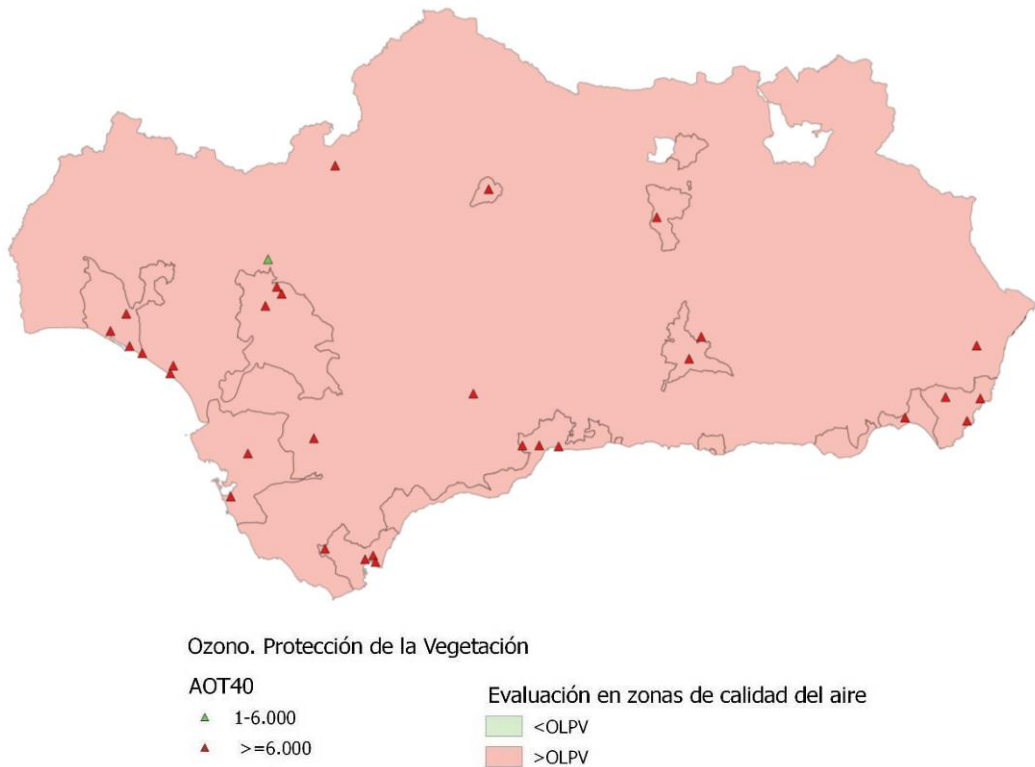 Ozono. Protección de la Vegetación
AOT40
1-6.000
>=6.000
Evaluación en zonas de calidad del aire
<OLPV
>OLPV